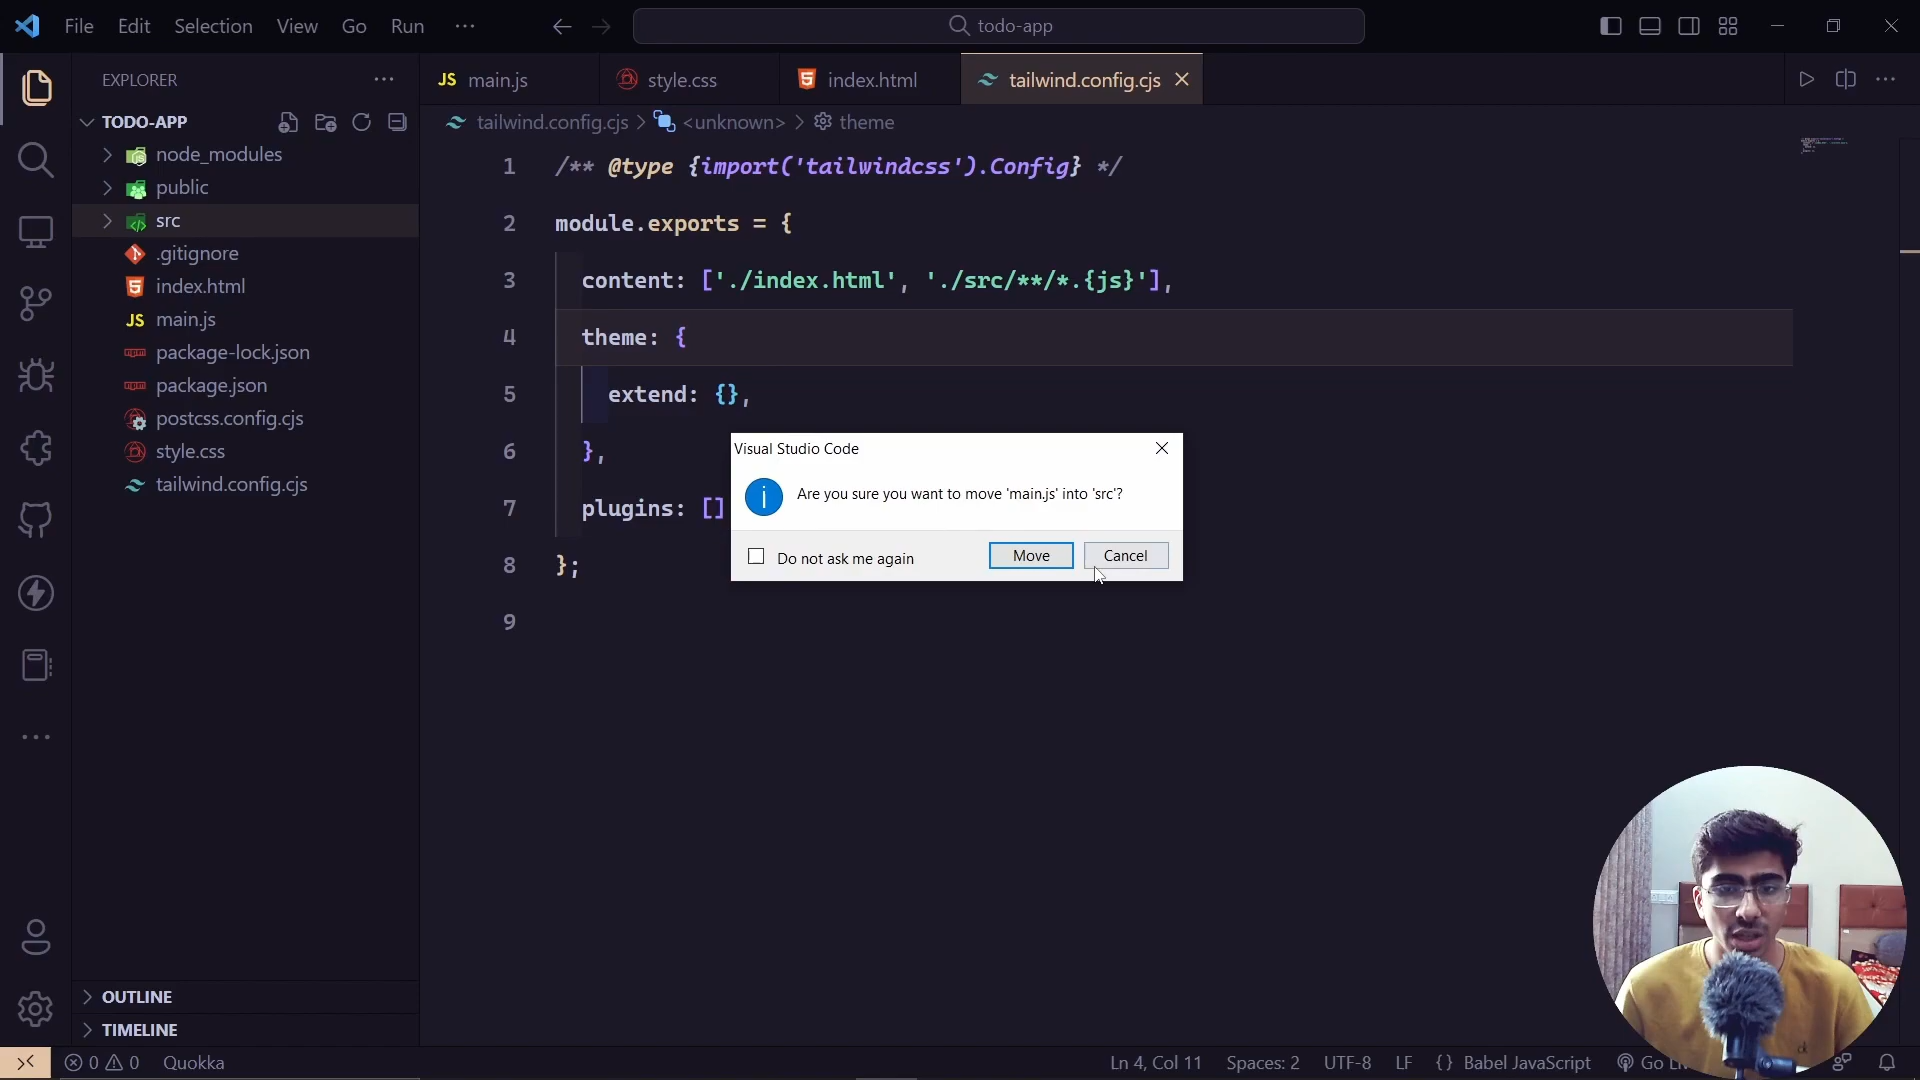 File Edit Selection View Go Run ··· todo-app
EXPLORER ···
TODO-APP
node_modules
public
src
.gitignore
index.html
JS main.js
package-lock.json
package.json
postcss.config.cjs
style.css
tailwind.config.cjs
OUTLINE
TIMELINE
JS main.js style.css index.html tailwind.config.cjs
tailwind.config.cjs > <unknown> > theme
1 /** @type {import('tailwindcss').Config} */
2 module.exports = {
3 content: ['./index.html', './src/**/*.{js}'],
4 theme: {
5 extend: {},
6 },
7 plugins: []
8 };
9
Visual Studio Code
Are you sure you want to move 'main.js' into 'src'?
Do not ask me again Move Cancel
0 0 Quokka Ln 4, Col 11 Spaces: 2 UTF-8 LF {} Babel JavaScript Go